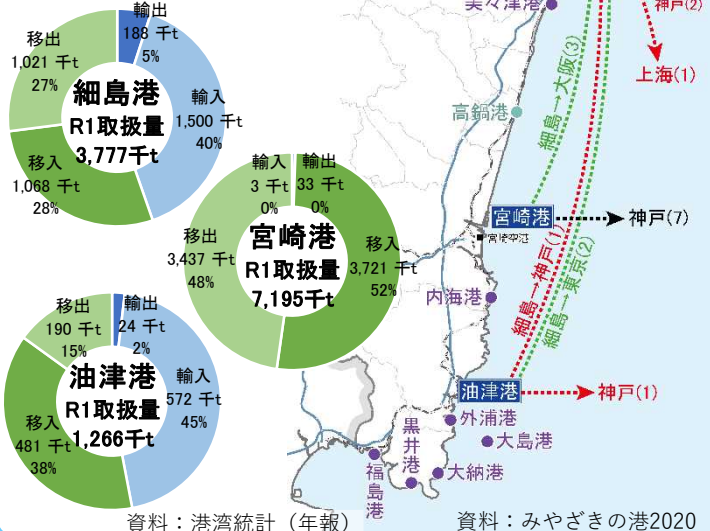 輸出
188 千t
5%
移出
1,021 千t
27%
細島港
R1取扱量
3,777千t
輸入
1,500 千t
40%
移入
1,068 千t
28%
輸入
3 千t
0%
輸出
33 千t
0%
移出
3,437 千t
48%
宮崎港
R1取扱量
7,195千t
移入
3,721 千t
52%
移出
190 千t
15%
輸出
24 千t
2%
油津港
R1取扱量
1,266千t
輸入
572 千t
45%
移入
481 千t
38%
美々津港
神戸(2)
上海(1)
高鍋港
細島→大阪(3)
宮崎港
神戸(7)
宮崎空港
細島→神戸(1)
細島→東京(2)
内海港
油津港
神戸(1)
外浦港
大島港
黒井港
大納港
福島港
資料：港湾統計（年報）
資料：みやざきの港2020